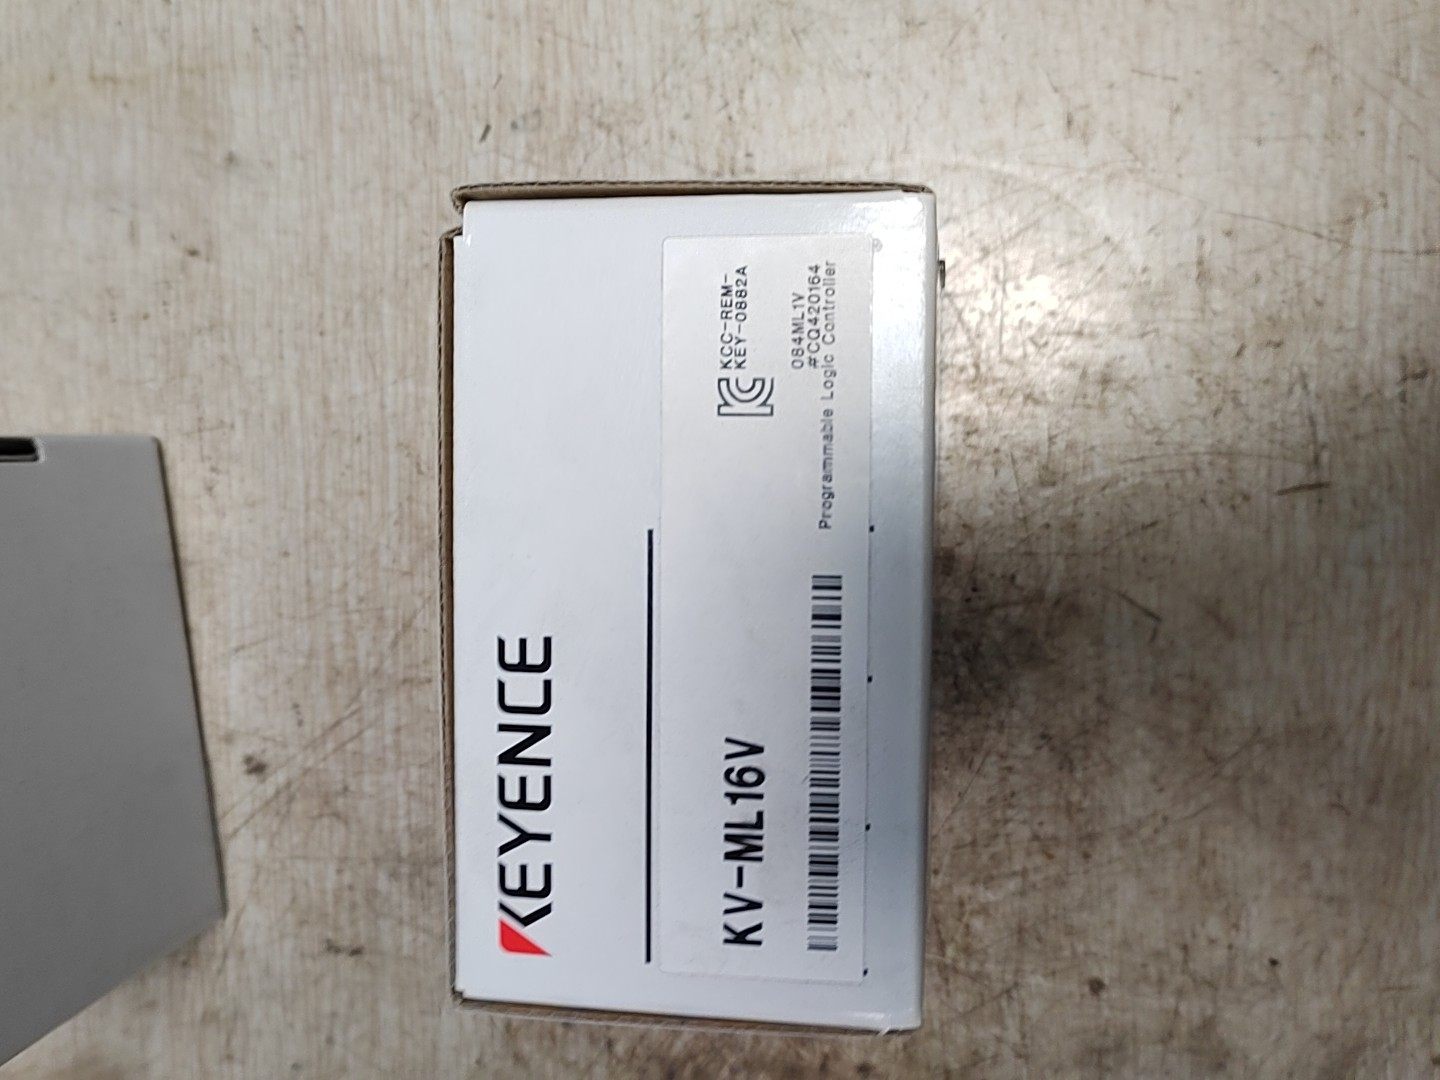 KEYENCE
KV-ML16V
KCC-REM-
KEY-0882A
084ML1V
#CQ420164
Programmable Logic Controller